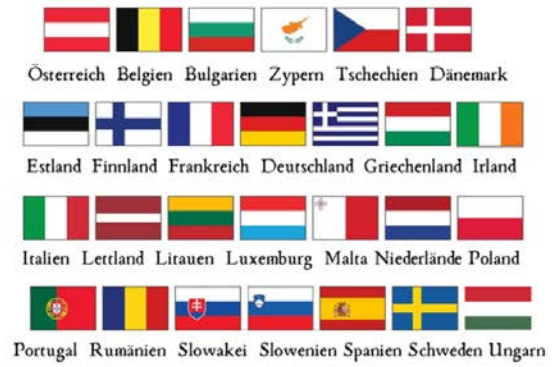 Österreich Belgien Bulgarien Zypern Tschechien Dänemark
Estland Finnland Frankreich Deutschland Griechenland Irland
Italien Lettland Litauen Luxemburg Malta Niederlände Poland
Portugal Rumänien Slowakei Slowenien Spanien Schweden Ungarn